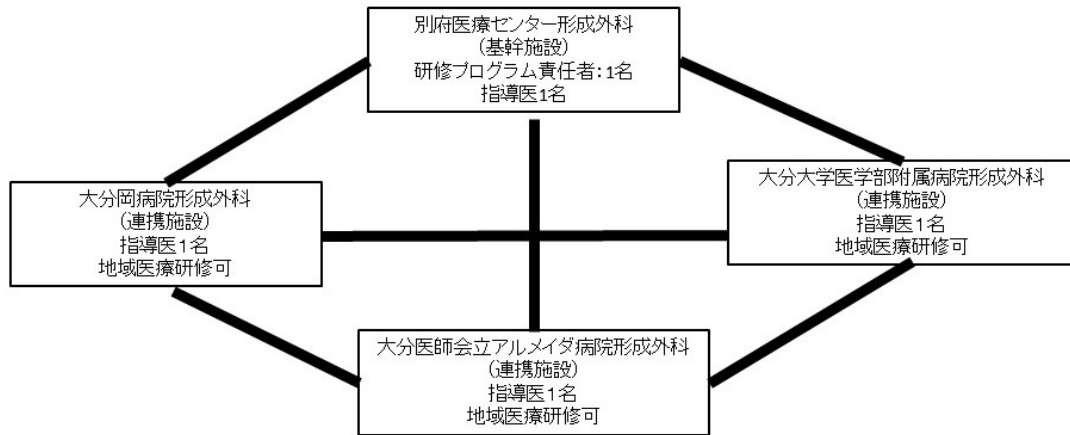 別府医療センター形成外科
(基幹施設)
研修プログラム責任者:1名
指導医1名
大分岡病院形成外科
(連携施設)
指導医1名
地域医療研修可
大分大学医学部附属病院形成外科
(連携施設)
指導医1名
地域医療研修可
大分医師会立アルメイダ病院形成外科
(連携施設)
指導医1名
地域医療研修可